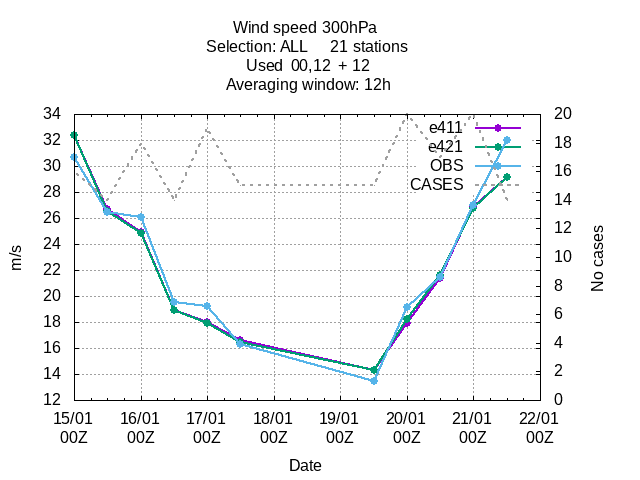 Wind speed 300hPa
Selection: ALL 21 stations
Used 00,12 + 12
Averaging window: 12h
34 20
e411
32 18
e421
30 OBS 16
28 CASES 14
26
24 12
22 10
20 8
18 6
16 4
14 2
12 0
m/s
No cases
15/01 16/01 17/01 18/01 19/01 20/01 21/01 22/01
00Z 00Z 00Z 00Z 00Z 00Z 00Z 00Z
Date